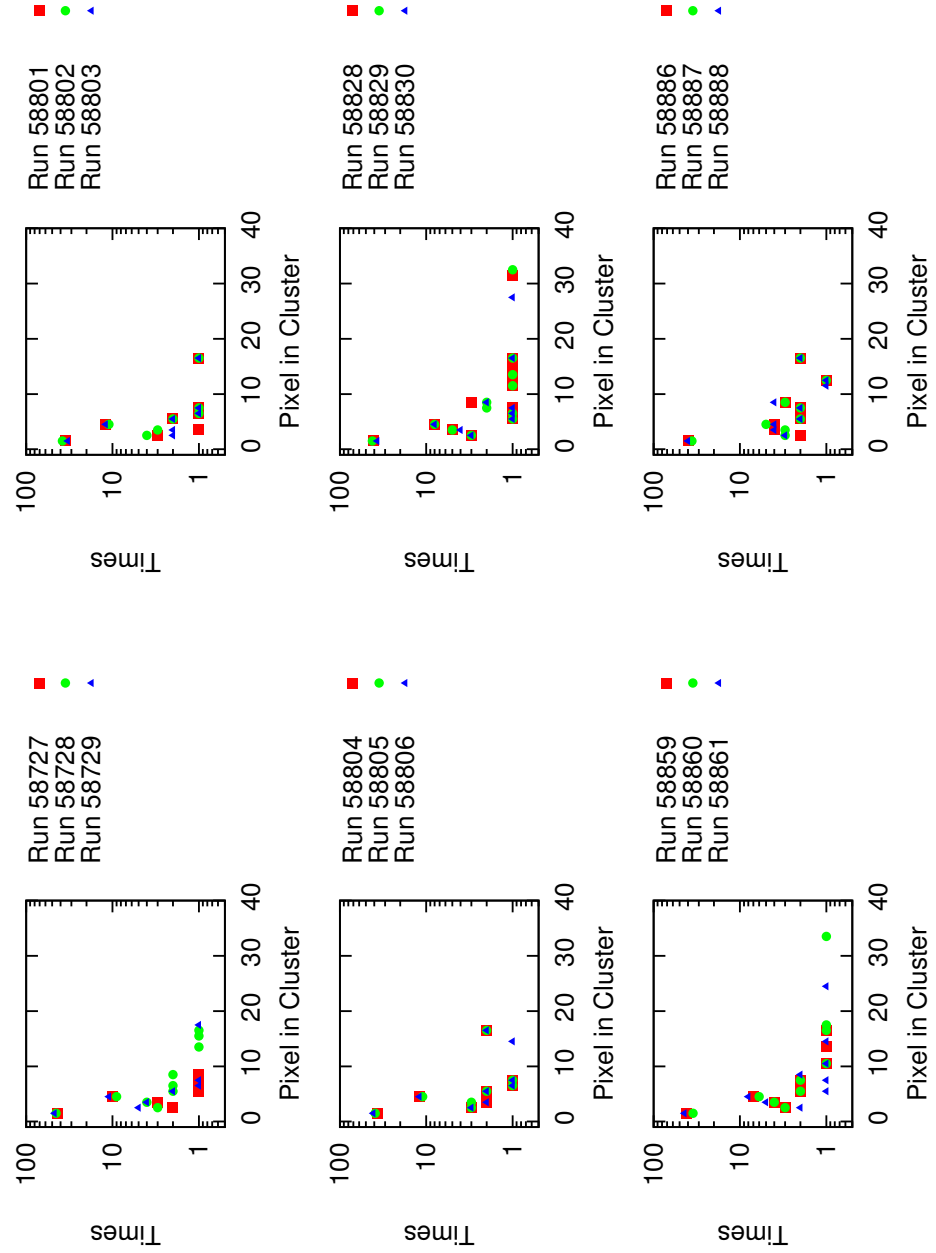 Times
100
10
1
0 10 20 30 40
Pixel in Cluster
Run 58727
Run 58728
Run 58729
Times
100
10
1
0 10 20 30 40
Pixel in Cluster
Run 58801
Run 58802
Run 58803
Times
100
10
1
0 10 20 30 40
Pixel in Cluster
Run 58804
Run 58805
Run 58806
Times
100
10
1
0 10 20 30 40
Pixel in Cluster
Run 58828
Run 58829
Run 58830
Times
100
10
1
0 10 20 30 40
Pixel in Cluster
Run 58859
Run 58860
Run 58861
Times
100
10
1
0 10 20 30 40
Pixel in Cluster
Run 58886
Run 58887
Run 58888